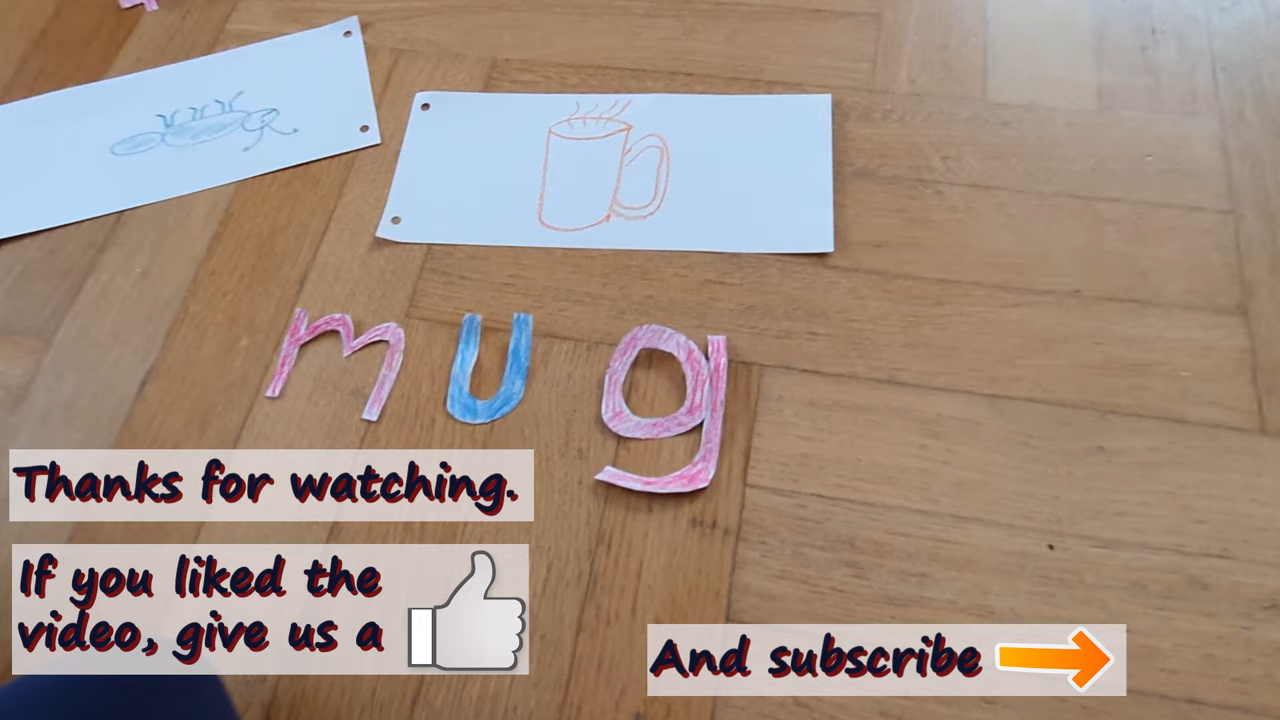 mug
Thanks for watching.
If you liked the
video, give us a
And subscribe